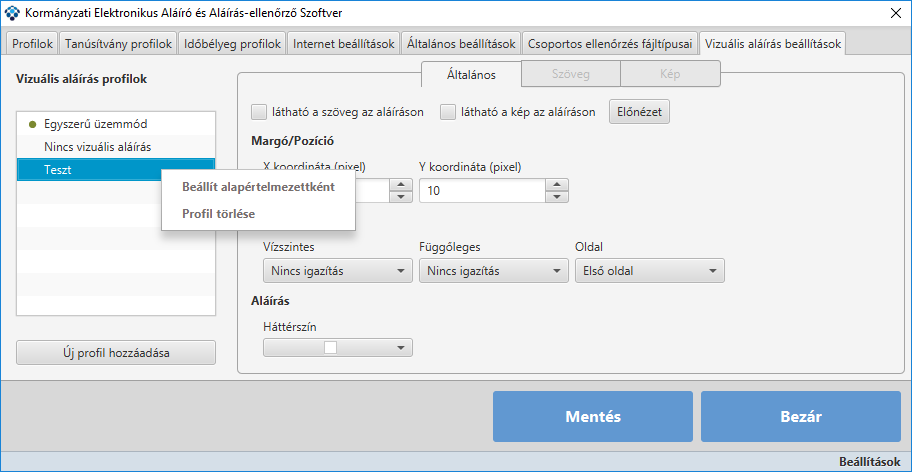 Kormányzati Elektronikus Aláíró és Aláírás-ellenőrző Szoftver
Profilok Tanúsítvány profilok Időbélyeg profilok Internet beállítások Általános beállítások Csoportos ellenőrzés fájltípusai Vizuális aláírás beállítások
Vizuális aláírás profilok
Egyszerű üzemmód
Nincs vizuális aláírás
Teszt
Beállít alapértelmezettként
Profil törlése
Új profil hozzáadása
Általános Szöveg Kép
látható a szöveg az aláíráson látható a kép az aláíráson Előnézet
Margó/Pozíció
X koordináta (pixel) Y koordináta (pixel)
10
Vízszintes Függőleges Oldal
Nincs igazítás Nincs igazítás Első oldal
Aláírás
Háttérszín
Mentés Bezár
Beállítások